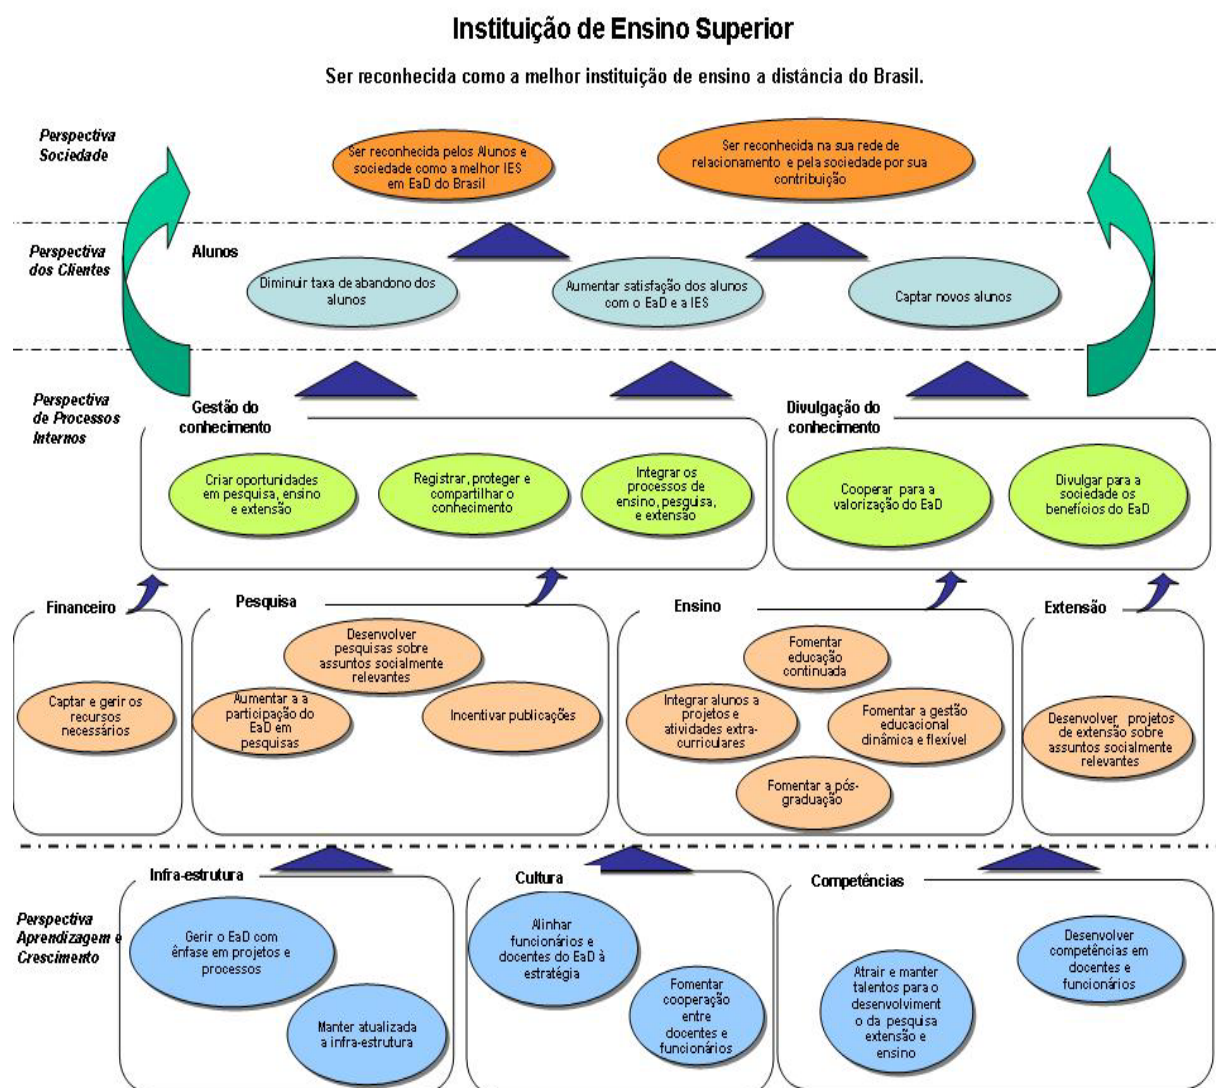 Instituição de Ensino Superior
Ser reconhecida como a melhor instituição de ensino a distância do Brasil.
Perspectiva
Sociedade
Ser reconhecida pelos Alunos e
sociedade como a melhor IES
em EaD do Brasil
Ser reconhecida na sua rede de
relacionamento e pela sociedade por sua
contribuição
Perspectiva
dos Clientes
Alunos
Diminuir taxa de abandono dos
alunos
Aumentar satisfação dos alunos
com o EaD e a IES
Captar novos alunos
Perspectiva
de Processos
Internos
Gestão do
conhecimento
Criar oportunidades
em pesquisa, ensino
e extensão
Registrar, proteger e
compartilhar o
conhecimento
Integrar os
processos de
ensino, pesquisa,
e extensão
Divulgação do
conhecimento
Cooperar para a
valorização do EaD
Divulgar para a
sociedade os
benefícios do EaD
Financeiro
Captar e gerir os
recursos
necessários
Pesquisa
Desenvolver
pesquisas sobre
assuntos socialmente
relevantes
Aumentar a a
participação do
EaD em
pesquisas
Incentivar publicações
Ensino
Fomentar
educação
continuada
Integrar alunos a
projetos e
atividades extra-
curriculares
Fomentar a gestão
educacional
dinâmica e flexível
Fomentar a pós-
graduação
Extensão
Desenvolver projetos
de extensão sobre
assuntos socialmente
relevantes
Perspectiva
Aprendizagem e
Crescimento
Infra-estrutura
Gerir o EaD com
ênfase em projetos e
processos
Manter atualizada
a infra-estrutura
Cultura
Alinhar
funcionários e
docentes do EaD à
estratégia
Fomentar
cooperação
entre
docentes e
funcionários
Competências
Atrair e manter
talentos para o
desenvolviment
o da pesquisa
extensão e
ensino
Desenvolver
competências em
docentes e
funcionários